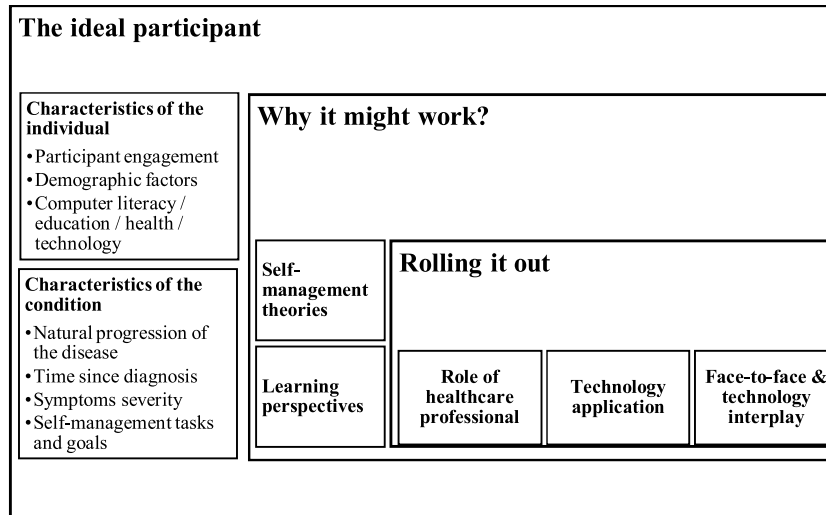 The ideal participant
Characteristics of the
individual
•Participant engagement
•Demographic factors
•Computer literacy /
education / health /
technology
Characteristics of the
condition
•Natural progression of
the disease
•Time since diagnosis
•Symptoms severity
•Self-management tasks
and goals
Why it might work?
Self-
management
theories
Learning
perspectives
Rolling it out
Role of
healthcare
professional
Technology
application
Face-to-face &
technology
interplay